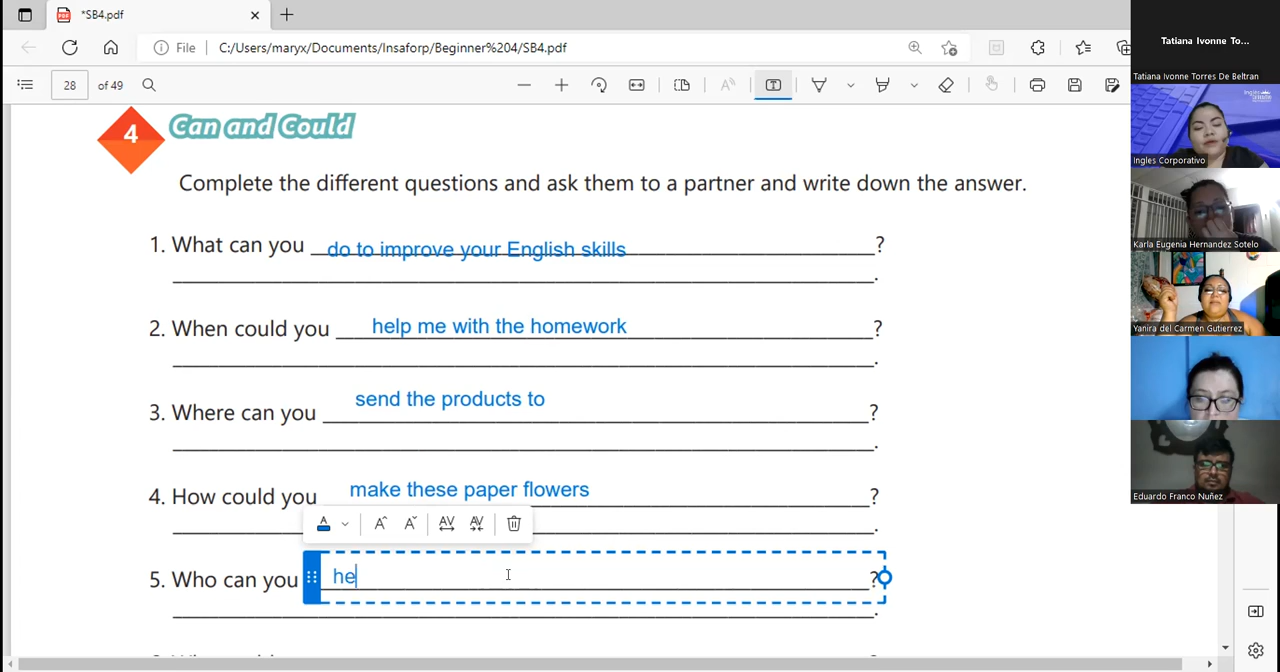 *SB4.pdf
File C:/Users/maryx/Documents/Insaforp/Beginner%204/SB4.pdf
28 of 49
4 Can and Could
Complete the different questions and ask them to a partner and write down the answer.
1. What can you do to improve your English skills ?
2. When could you help me with the homework ?
3. Where can you send the products to ?
4. How could you make these paper flowers ?
5. Who can you he ?
Tatiana Ivonne To...
Tatiana Ivonne Torres De Beltran
Ingles Corporativo
Karla Eugenia Hernandez Sotelo
Yanira del Carmen Gutierrez
Eduardo Franco Nuñez